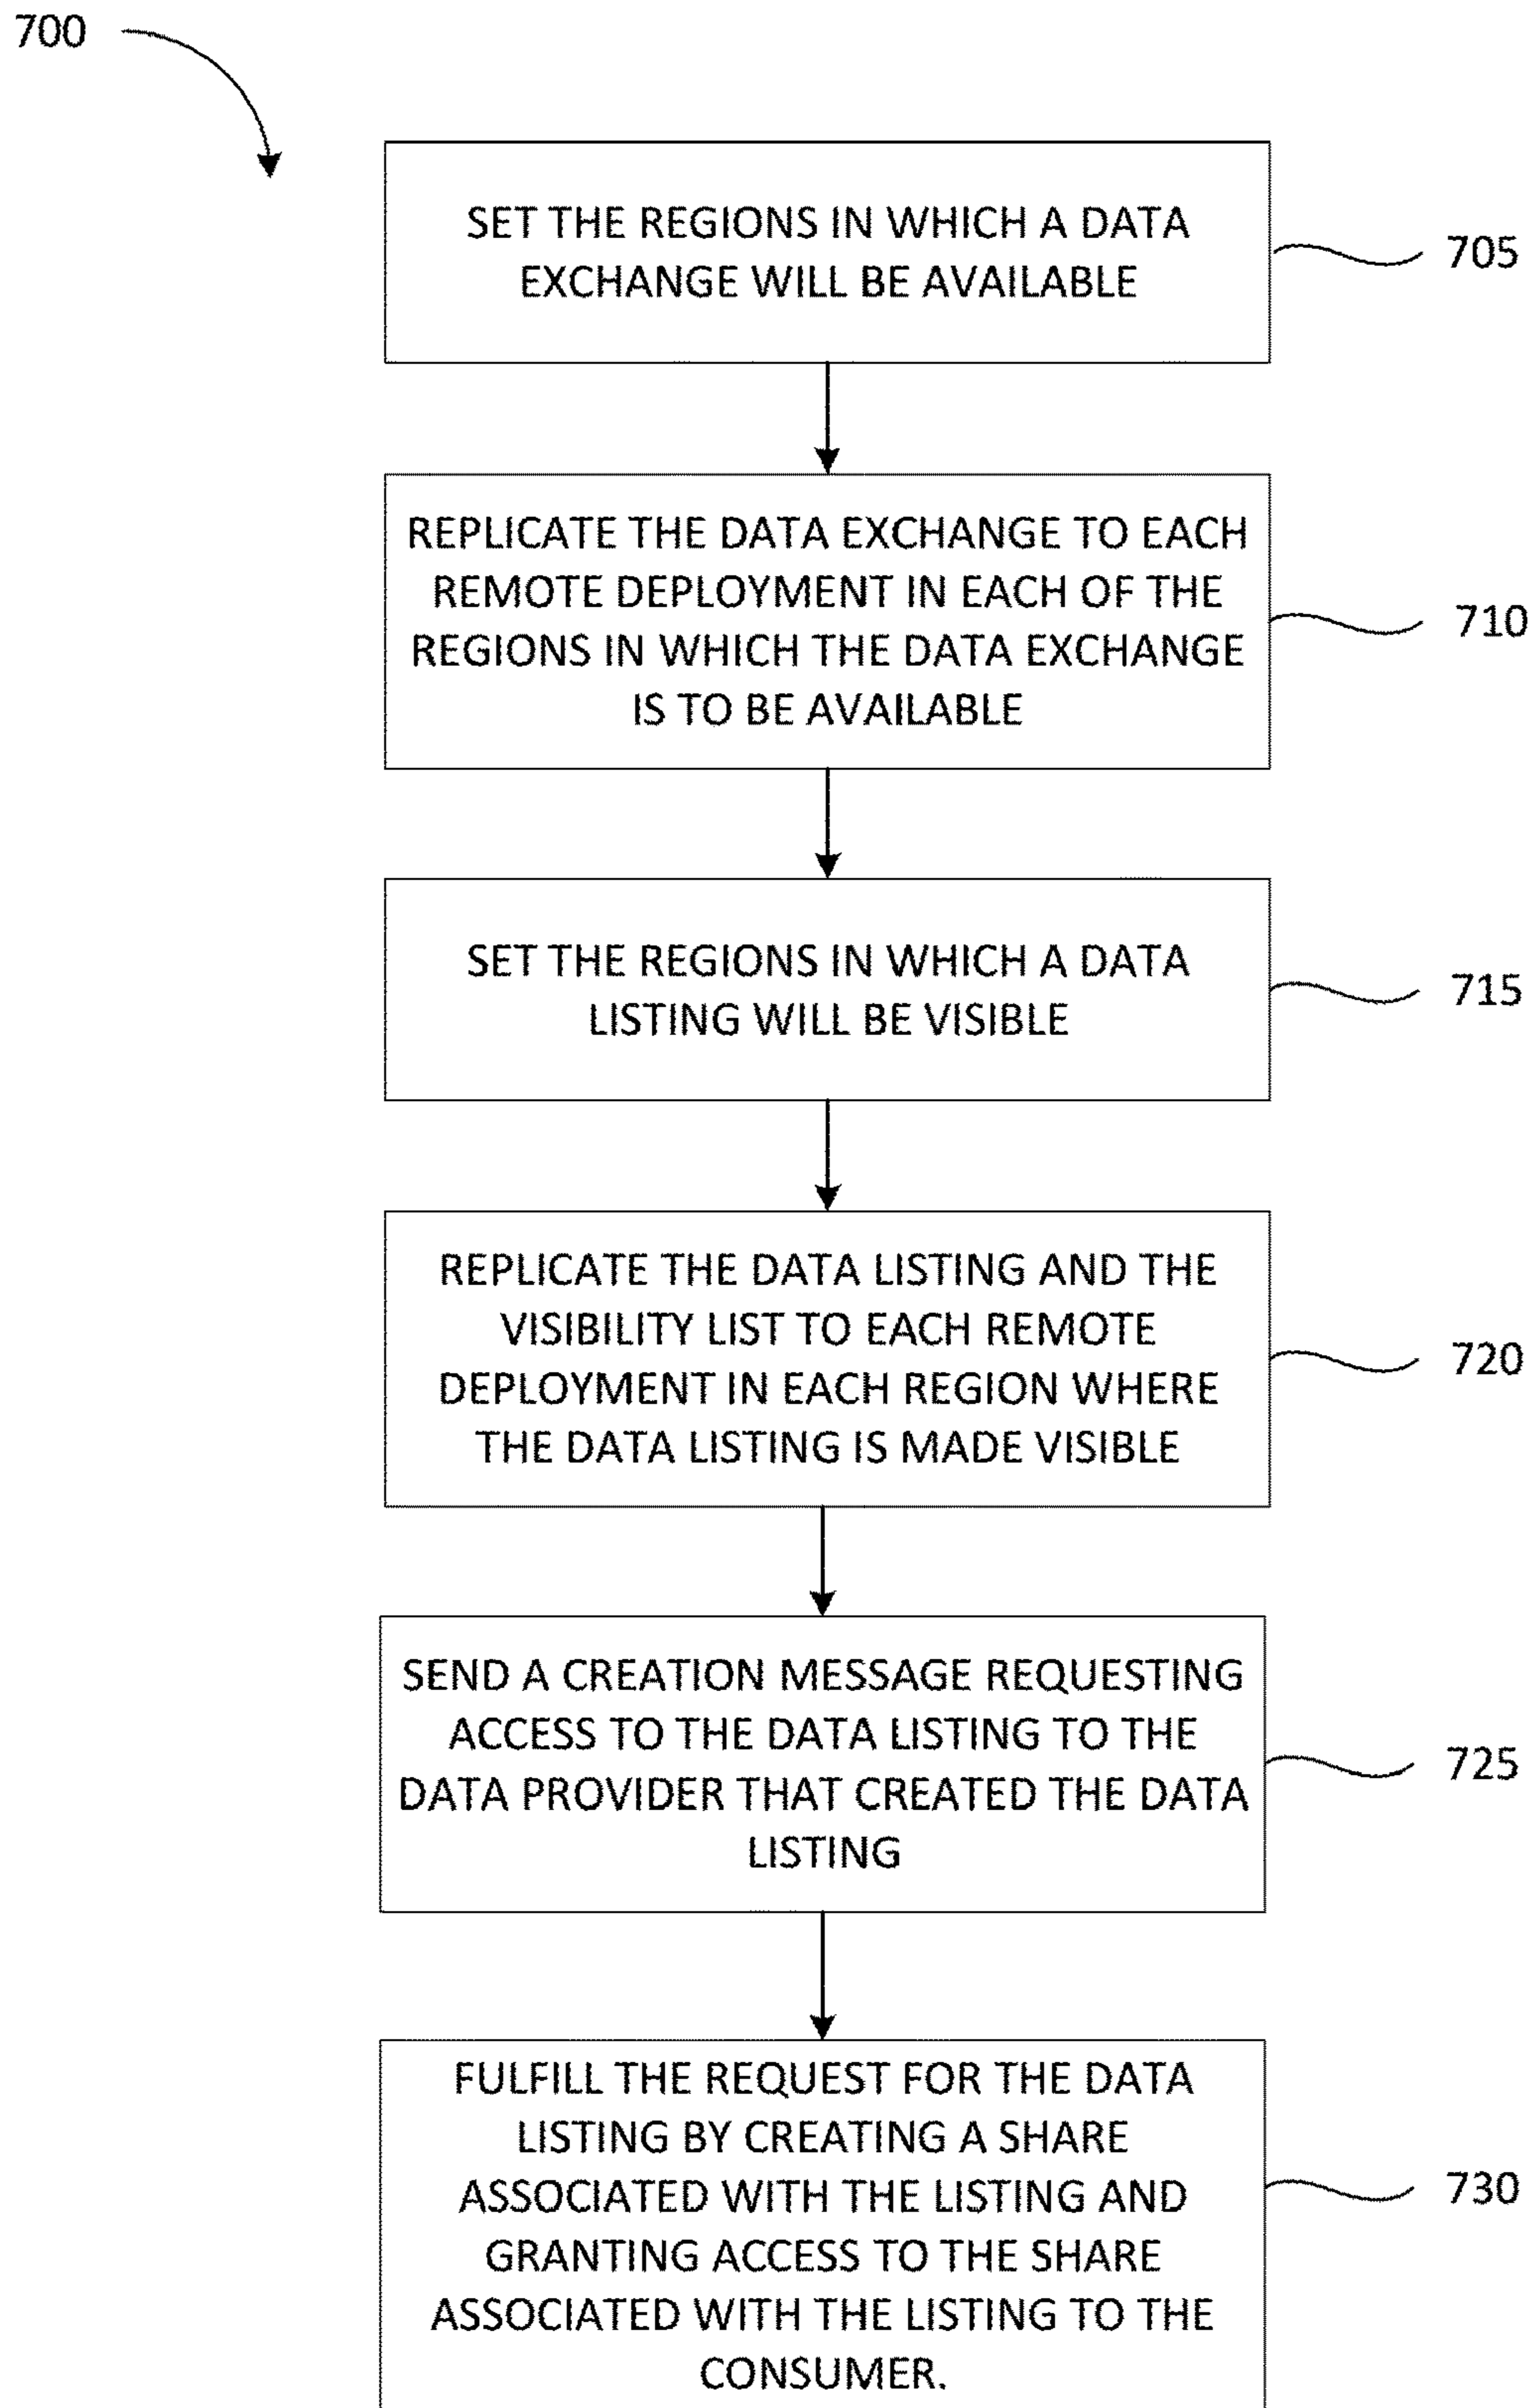 700
SET THE REGIONS IN WHICH A DATA
EXCHANGE WILL BE AVAILABLE
705
REPLICATE THE DATA EXCHANGE TO EACH
REMOTE DEPLOYMENT IN EACH OF THE
REGIONS IN WHICH THE DATA EXCHANGE
IS TO BE AVAILABLE
710
SET THE REGIONS IN WHICH A DATA
LISTING WILL BE VISIBLE
715
REPLICATE THE DATA LISTING AND THE
VISIBILITY LIST TO EACH REMOTE
DEPLOYMENT IN EACH REGION WHERE
THE DATA LISTING IS MADE VISIBLE
720
SEND A CREATION MESSAGE REQUESTING
ACCESS TO THE DATA LISTING TO THE
DATA PROVIDER THAT CREATED THE DATA
LISTING
725
FULFILL THE REQUEST FOR THE DATA
LISTING BY CREATING A SHARE
ASSOCIATED WITH THE LISTING AND
GRANTING ACCESS TO THE SHARE
ASSOCIATED WITH THE LISTING TO THE
CONSUMER.
730